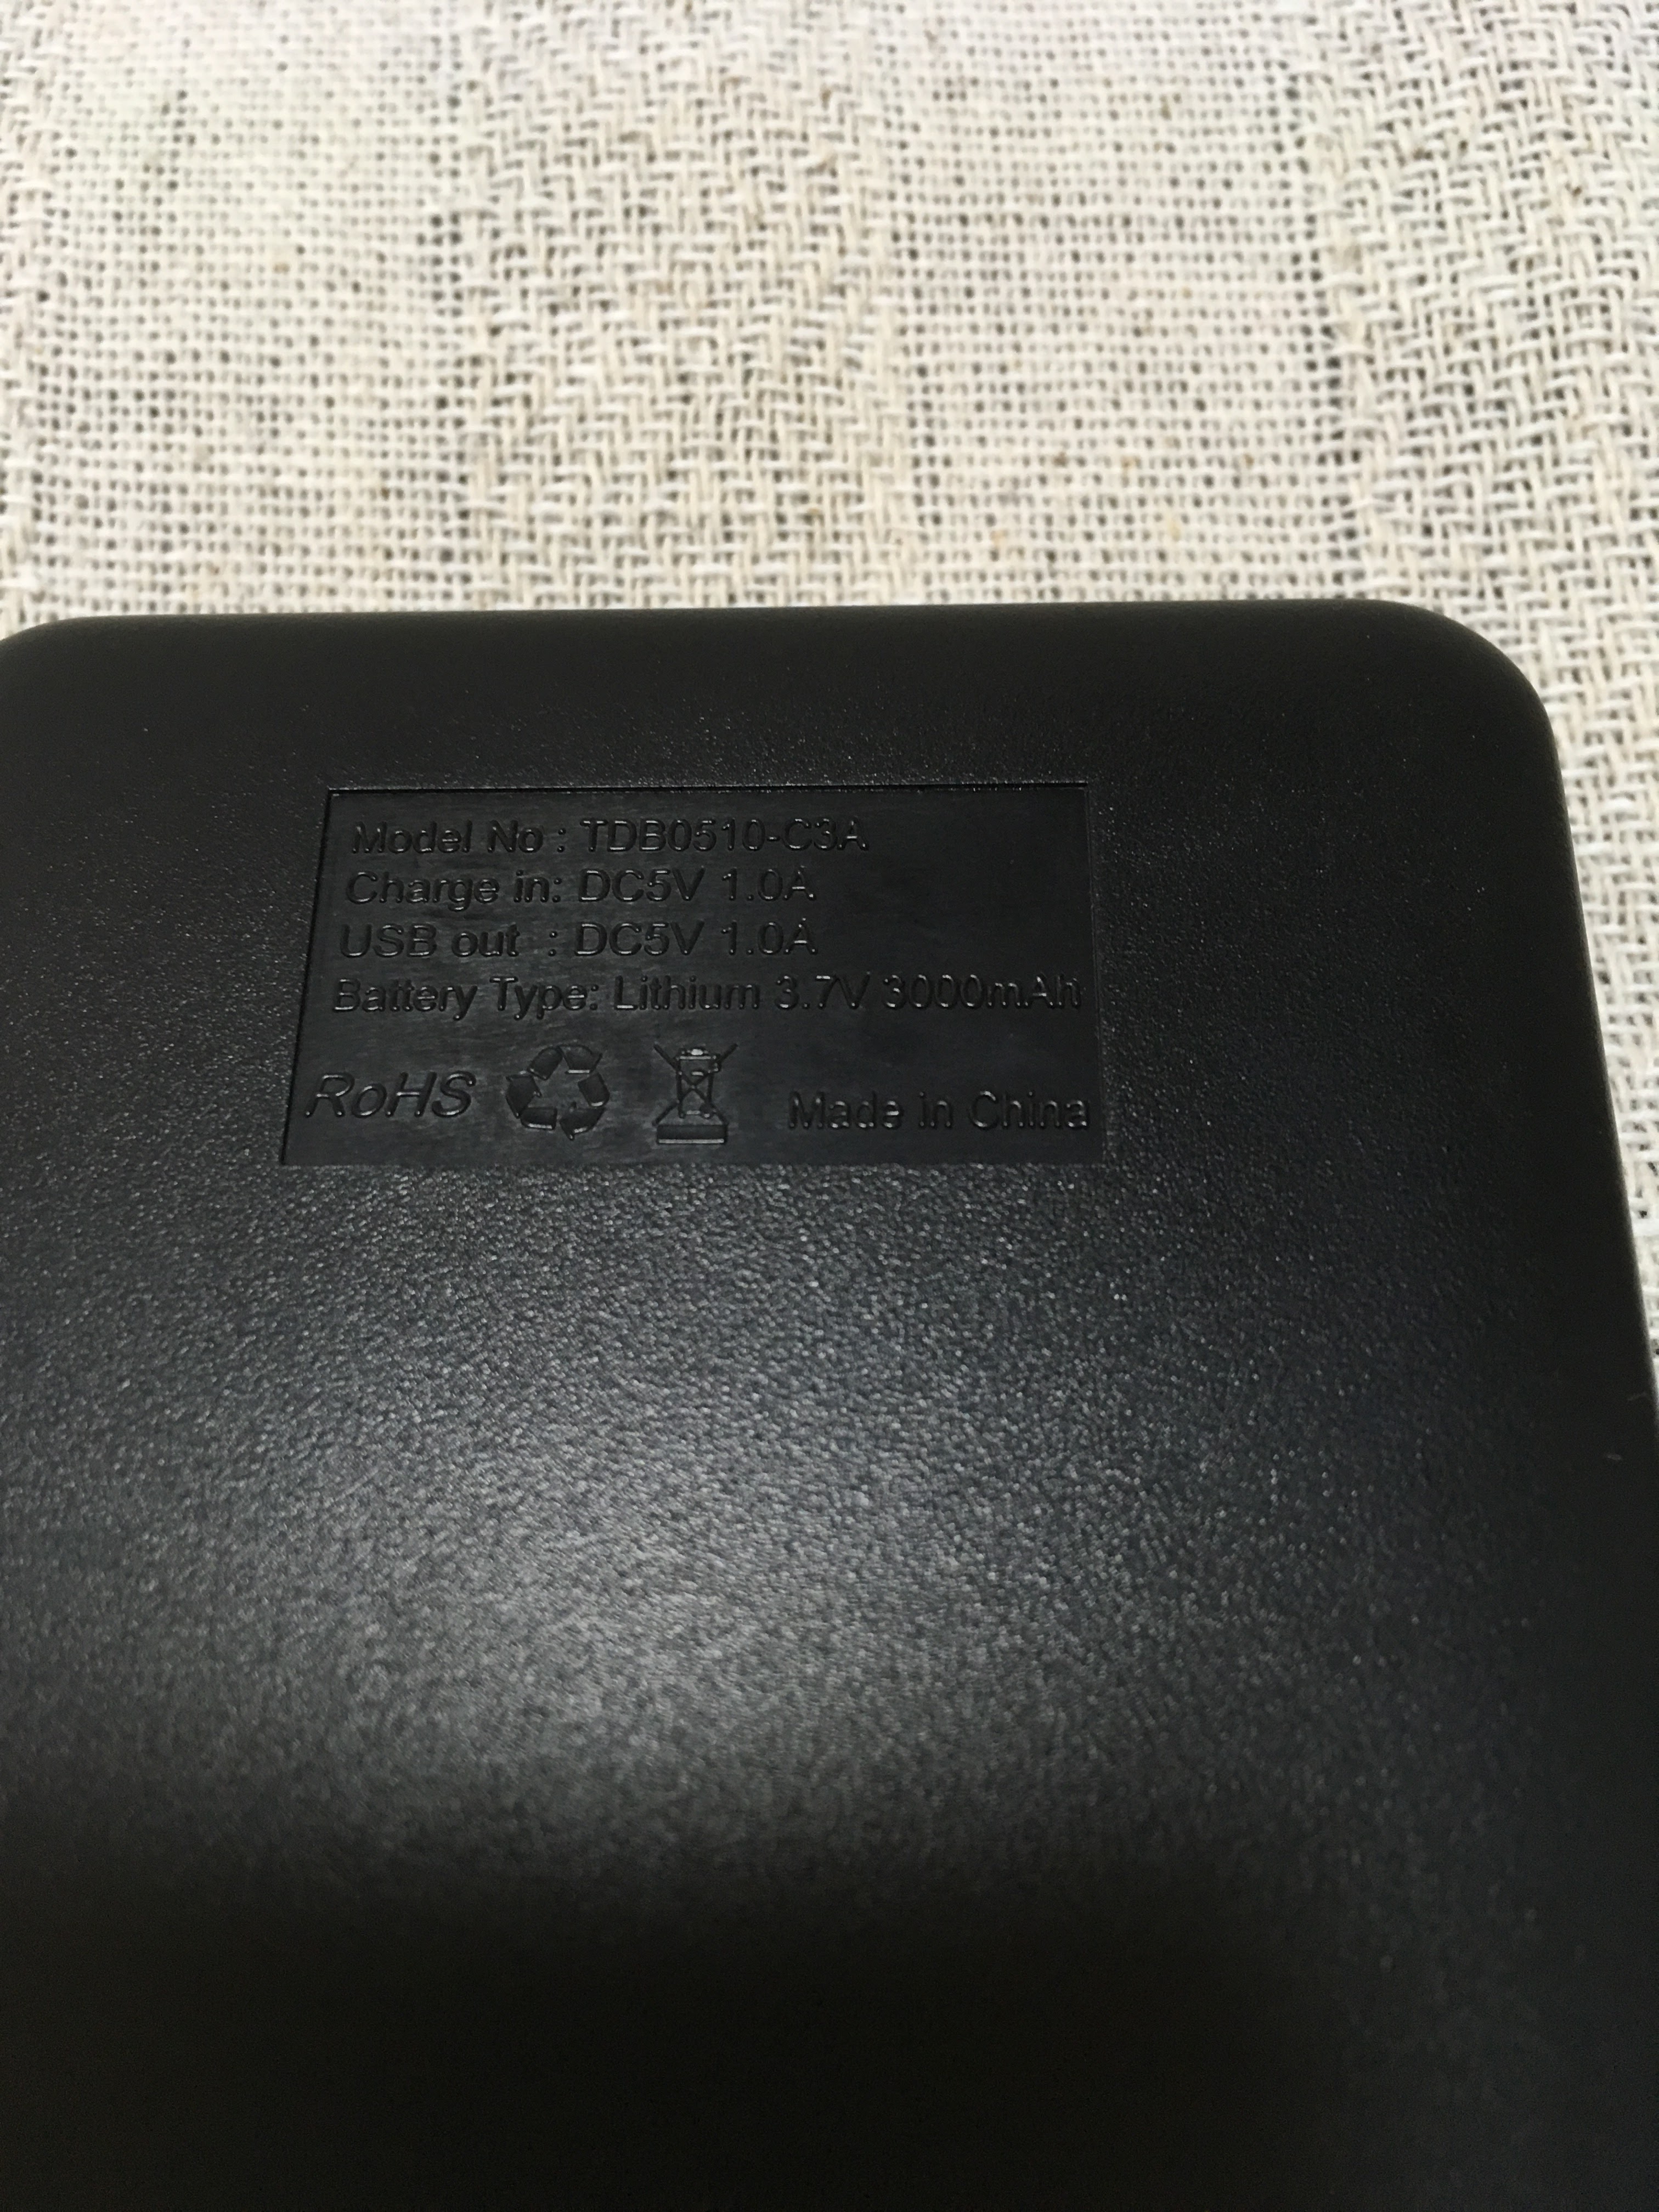 Model No : TDB0510-C3A
Charge in: DC5V 1.0A
USB out : DC5V 1.0A
Battery Type: Lithium 3.7V 3000mAh
RoHS Made in China